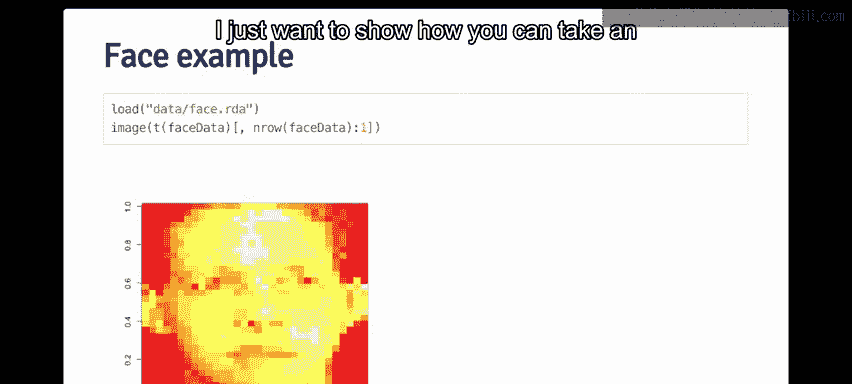 I just want to show how you can take an
Face example
load("data/face.rda")
image(t(faceData)[, nrow(faceData):1])
1.0
0.8
0.6
0.4
0.2